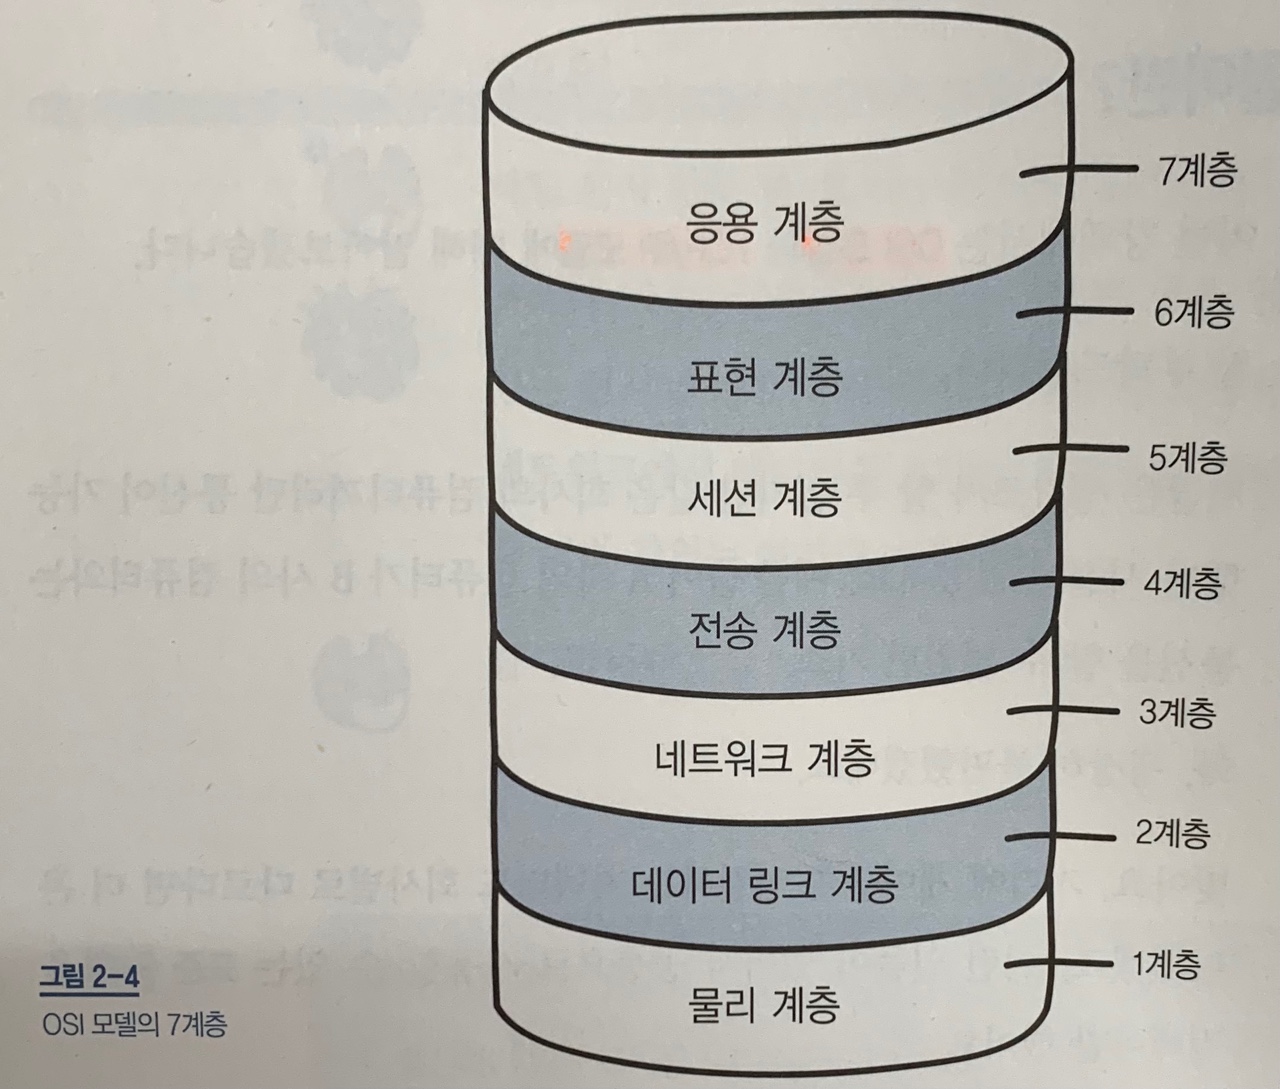 응용 계층
7계층
표현 계층
6계층
세션 계층
5계층
전송 계층
4계층
네트워크 계층
3계층
데이터 링크 계층
2계층
물리 계층
1계층
그림 2-4
OSI 모델의 7계층